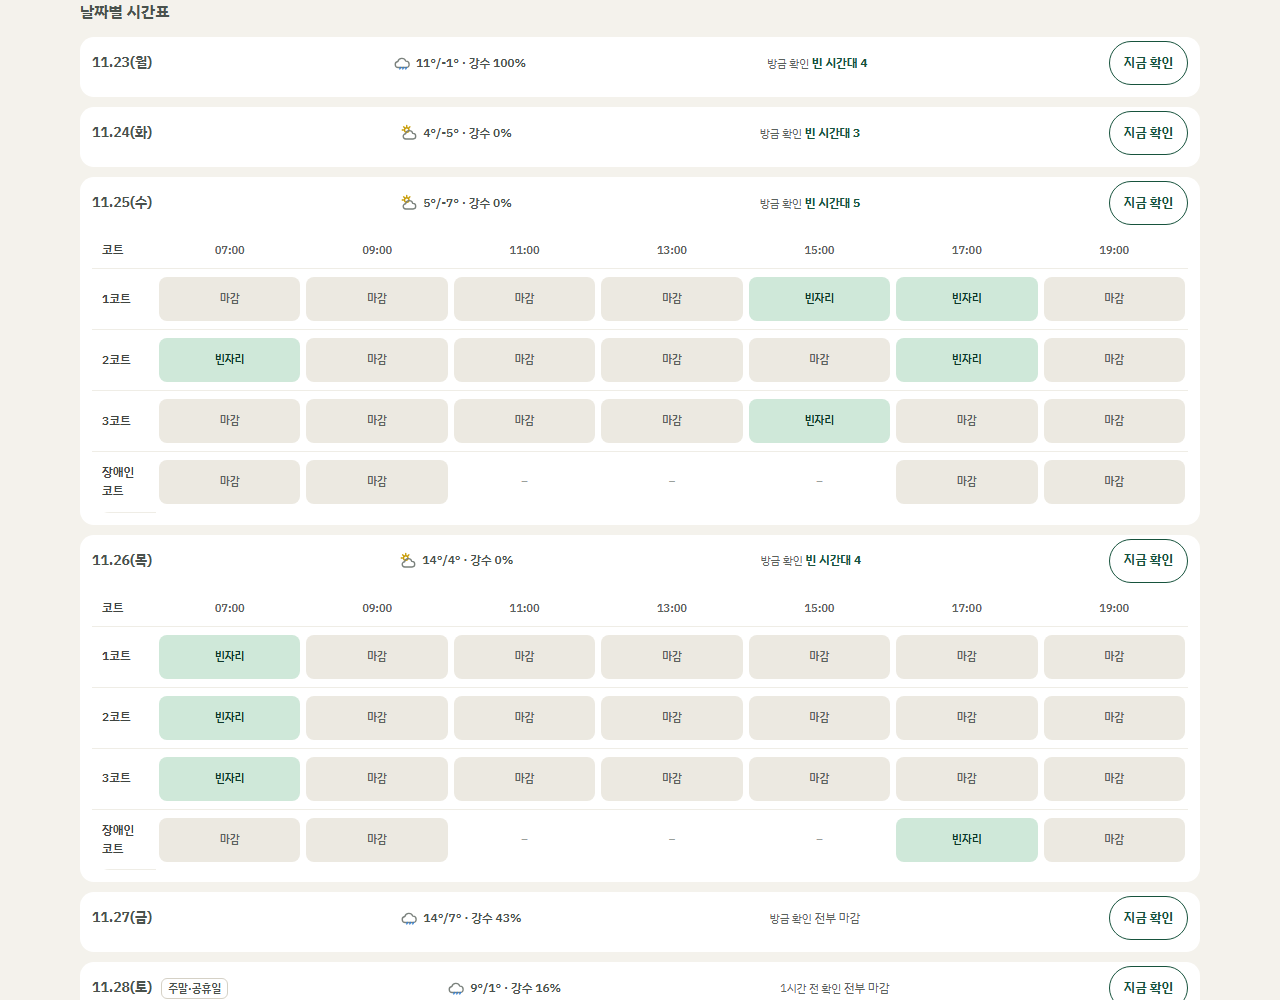 날짜별 시간표
11.23(월) 11°/-1° · 강수 100% 방금 확인 빈 시간대 4 지금 확인
11.24(화) 4°/-5° · 강수 0% 방금 확인 빈 시간대 3 지금 확인
11.25(수) 5°/-7° · 강수 0% 방금 확인 빈 시간대 5 지금 확인
코트 07:00 09:00 11:00 13:00 15:00 17:00 19:00
1코트 마감 마감 마감 마감 빈자리 빈자리 마감
2코트 빈자리 마감 마감 마감 마감 빈자리 마감
3코트 마감 마감 마감 마감 빈자리 마감 마감
장애인
코트 마감 마감 – – – 마감 마감
11.26(목) 14°/4° · 강수 0% 방금 확인 빈 시간대 4 지금 확인
코트 07:00 09:00 11:00 13:00 15:00 17:00 19:00
1코트 빈자리 마감 마감 마감 마감 마감 마감
2코트 빈자리 마감 마감 마감 마감 마감 마감
3코트 빈자리 마감 마감 마감 마감 마감 마감
장애인
코트 마감 마감 – – – 빈자리 마감
11.27(금) 14°/7° · 강수 43% 방금 확인 전부 마감 지금 확인
11.28(토) 주말·공휴일 9°/1° · 강수 16% 1시간 전 확인 전부 마감 지금 확인